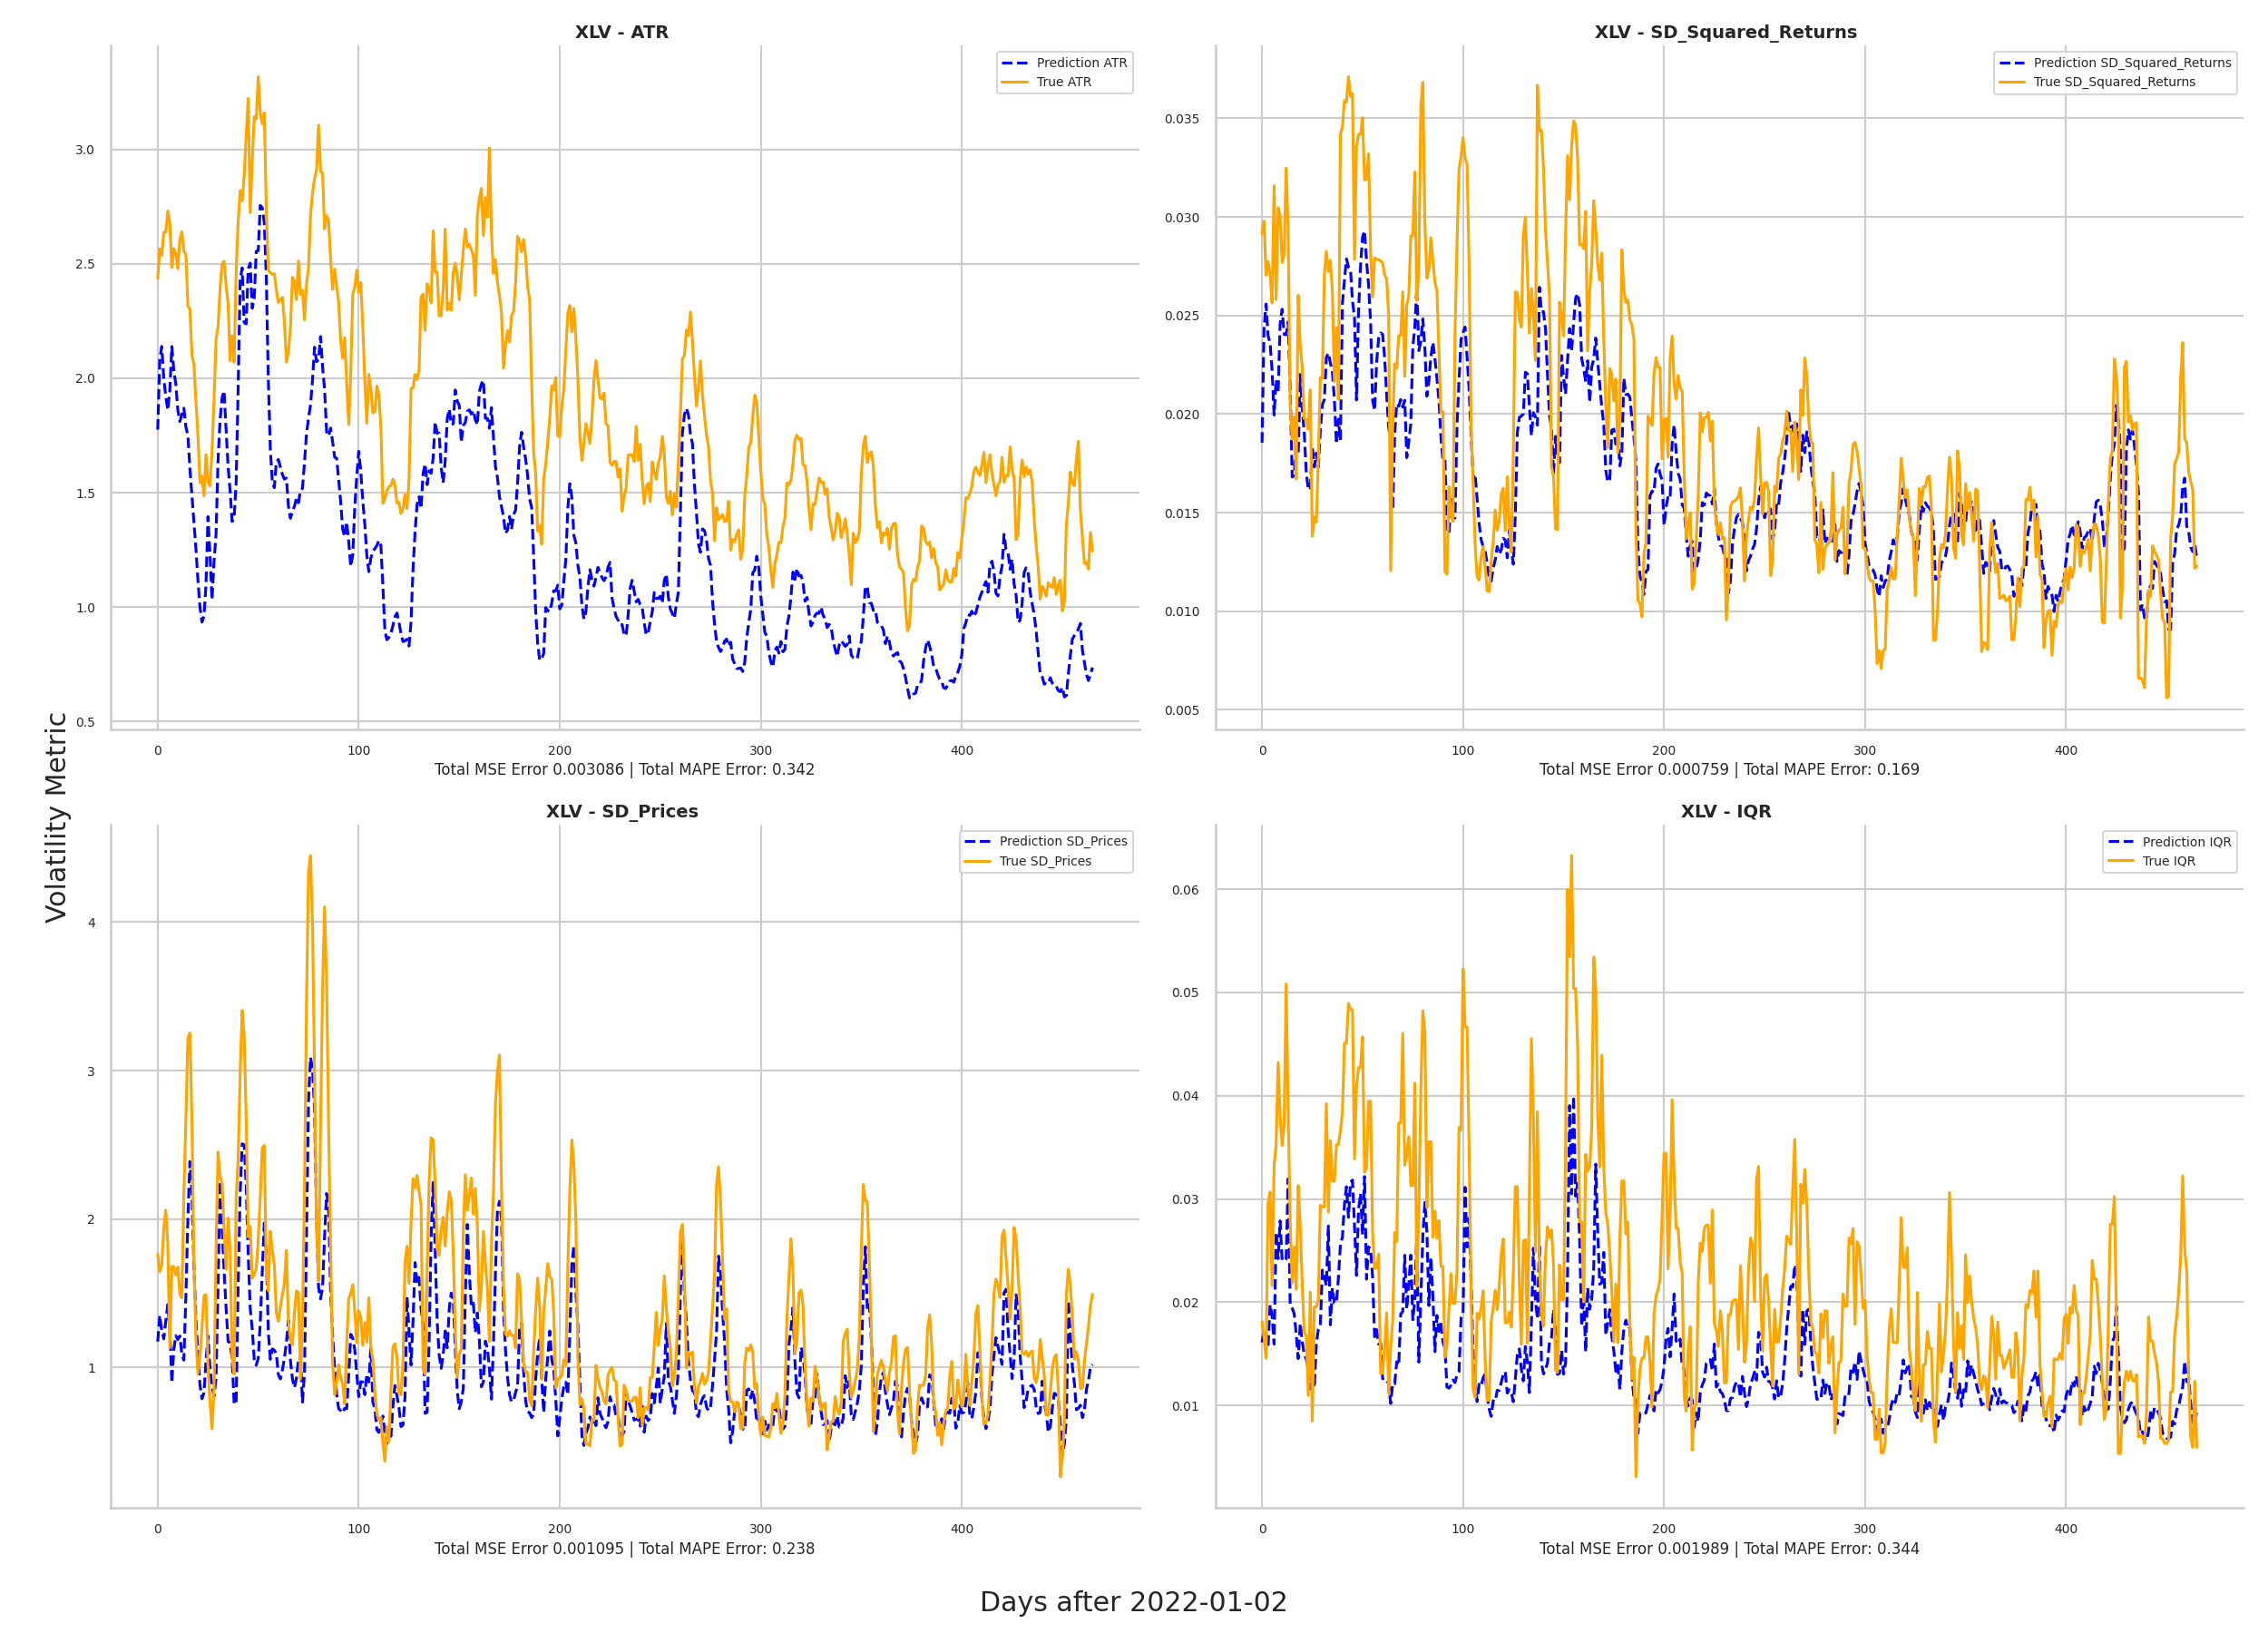 XLV - ATR
Prediction ATR
True ATR
3.0
2.5
2.0
1.5
1.0
0.5
0 100 200 300 400
Total MSE Error 0.003086 | Total MAPE Error: 0.342
XLV - SD_Squared_Returns
Prediction SD_Squared_Returns
True SD_Squared_Returns
0.035
0.030
0.025
0.020
0.015
0.010
0.005
0 100 200 300 400
Total MSE Error 0.000759 | Total MAPE Error: 0.169
Volatility Metric
XLV - SD_Prices
Prediction SD_Prices
True SD_Prices
4
3
2
1
0 100 200 300 400
Total MSE Error 0.001095 | Total MAPE Error: 0.238
XLV - IQR
Prediction IQR
True IQR
0.06
0.05
0.04
0.03
0.02
0.01
0 100 200 300 400
Total MSE Error 0.001989 | Total MAPE Error: 0.344
Days after 2022-01-02